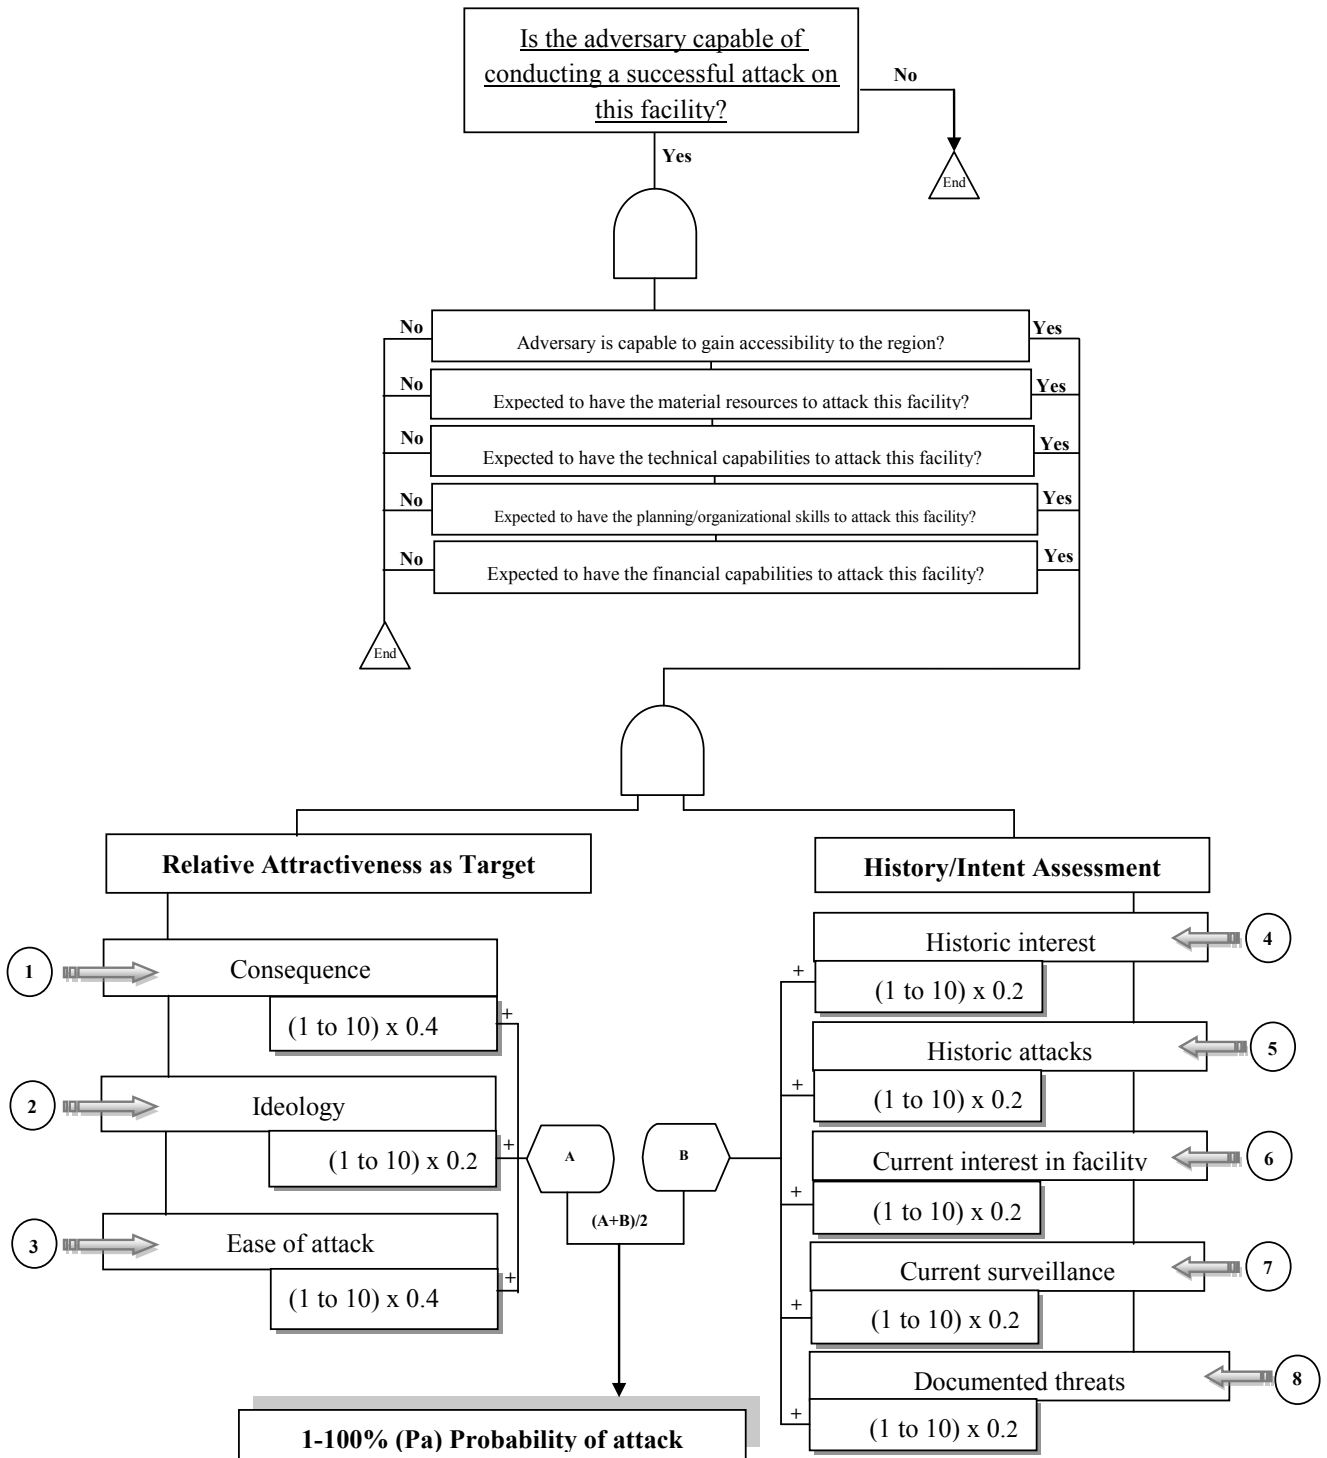 Is the adversary capable of
conducting a successful attack on
this facility?
No
Yes
End
No
Adversary is capable to gain accessibility to the region?
Yes
No
Expected to have the material resources to attack this facility?
Yes
No
Expected to have the technical capabilities to attack this facility?
Yes
No
Expected to have the planning/organizational skills to attack this facility?
Yes
No
Expected to have the financial capabilities to attack this facility?
Yes
End
Relative Attractiveness as Target
1
Consequence
(1 to 10) x 0.4
+
2
Ideology
(1 to 10) x 0.2
+
3
Ease of attack
(1 to 10) x 0.4
+
A
B
(A+B)/2
History/Intent Assessment
Historic interest
4
+
(1 to 10) x 0.2
Historic attacks
5
+
(1 to 10) x 0.2
Current interest in facility
6
+
(1 to 10) x 0.2
Current surveillance
7
+
(1 to 10) x 0.2
Documented threats
8
+
(1 to 10) x 0.2
1-100% (Pa) Probability of attack